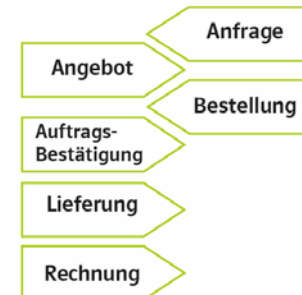 Anfrage
Angebot
Bestellung
Auftrags-
Bestätigung
Lieferung
Rechnung